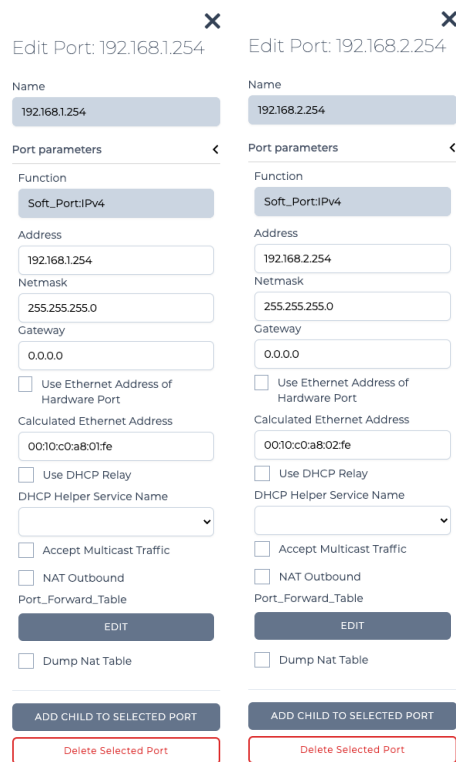 Edit Port: 192.168.1.254
Name
192.168.1.254
Port parameters
Function
Soft_Port:IPv4
Address
192.168.1.254
Netmask
255.255.255.0
Gateway
0.0.0.0
Use Ethernet Address of
Hardware Port
Calculated Ethernet Address
00:10:c0:a8:01:fe
Use DHCP Relay
DHCP Helper Service Name
Accept Multicast Traffic
NAT Outbound
Port_Forward_Table
EDIT
Dump Nat Table
ADD CHILD TO SELECTED PORT
Delete Selected Port
Edit Port: 192.168.2.254
Name
192.168.2.254
Port parameters
Function
Soft_Port:IPv4
Address
192.168.2.254
Netmask
255.255.255.0
Gateway
0.0.0.0
Use Ethernet Address of
Hardware Port
Calculated Ethernet Address
00:10:c0:a8:02:fe
Use DHCP Relay
DHCP Helper Service Name
Accept Multicast Traffic
NAT Outbound
Port_Forward_Table
EDIT
Dump Nat Table
ADD CHILD TO SELECTED PORT
Delete Selected Port